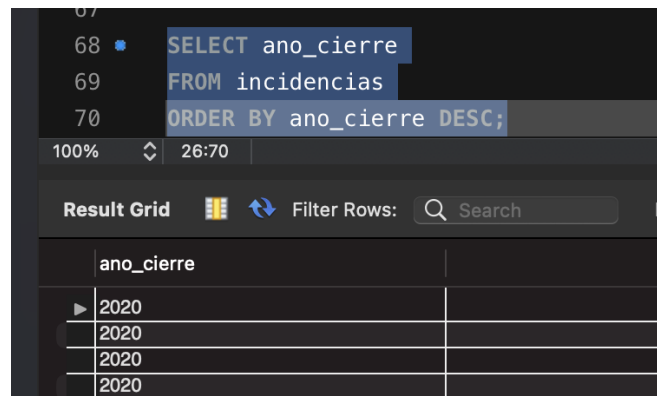 67
68 SELECT ano_cierre
69 FROM incidencias
70 ORDER BY ano_cierre DESC;
100% 26:70
Result Grid Filter Rows: Search
ano_cierre
2020
2020
2020
2020